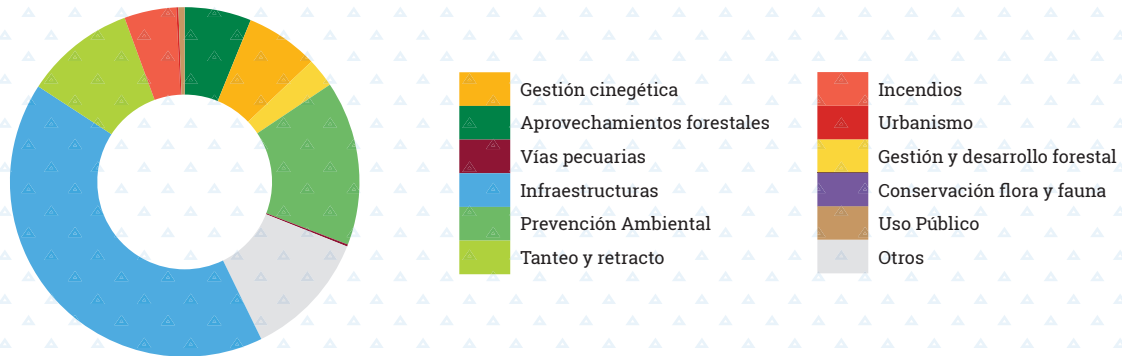 Gestión cinegética
Aprovechamientos forestales
Vías pecuarias
Infraestructuras
Prevención Ambiental
Tanteo y retracto
Incendios
Urbanismo
Gestión y desarrollo forestal
Conservación flora y fauna
Uso Público
Otros